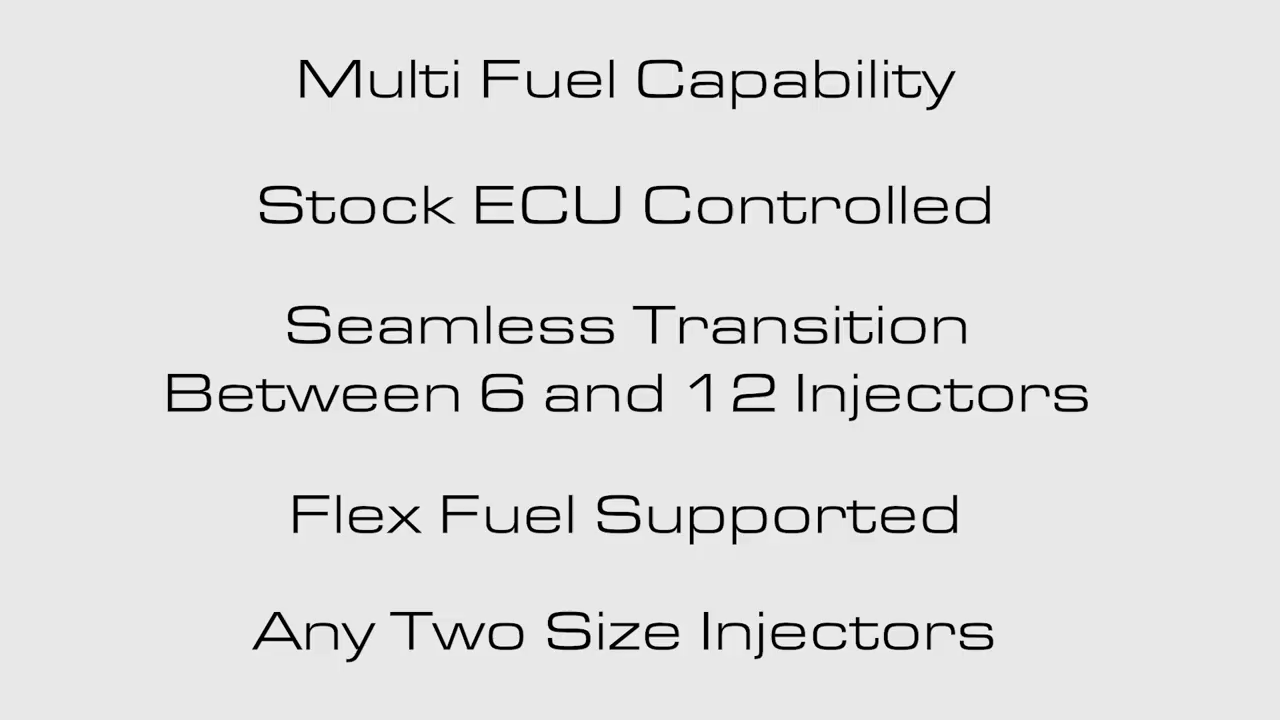 Multi Fuel Capability
Stock ECU Controlled
Seamless Transition
Between 6 and 12 Injectors
Flex Fuel Supported
Any Two Size Injectors